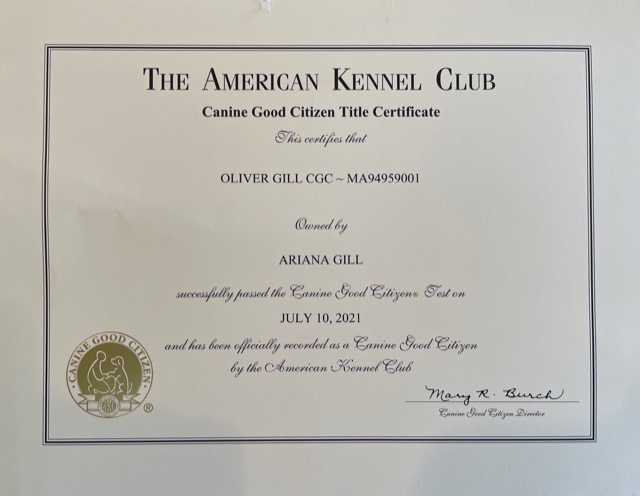 THE AMERICAN KENNEL CLUB
Canine Good Citizen Title Certificate
This certifies that
OLIVER GILL CGC ~ MA94959001
Owned by
ARIANA GILL
successfully passed the Canine Good Citizen® Test on
JULY 10, 2021
and has been officially recorded as a Canine Good Citizen
by the American Kennel Club
CANINE GOOD CITIZEN
AKC
®
Mary R. Burch
Canine Good Citizen Director